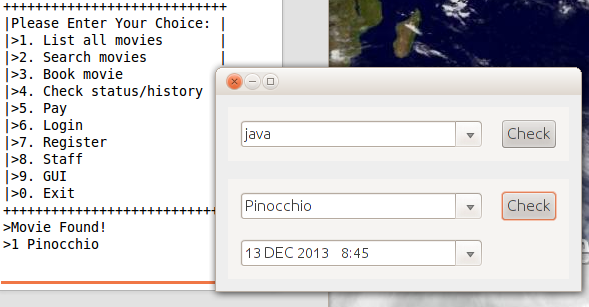 ++++++++++++++++++++++++++++
|Please Enter Your Choice: |
|>1. List all movies |
|>2. Search movies |
|>3. Book movie
|>4. Check status/history
|>5. Pay
|>6. Login
|>7. Register
|>8. Staff
|>9. GUI
|>0. Exit
++++++++++++++++++++++++++++
>Movie Found!
>1 Pinocchio
java Check
Pinocchio Check
13 DEC 2013 8:45